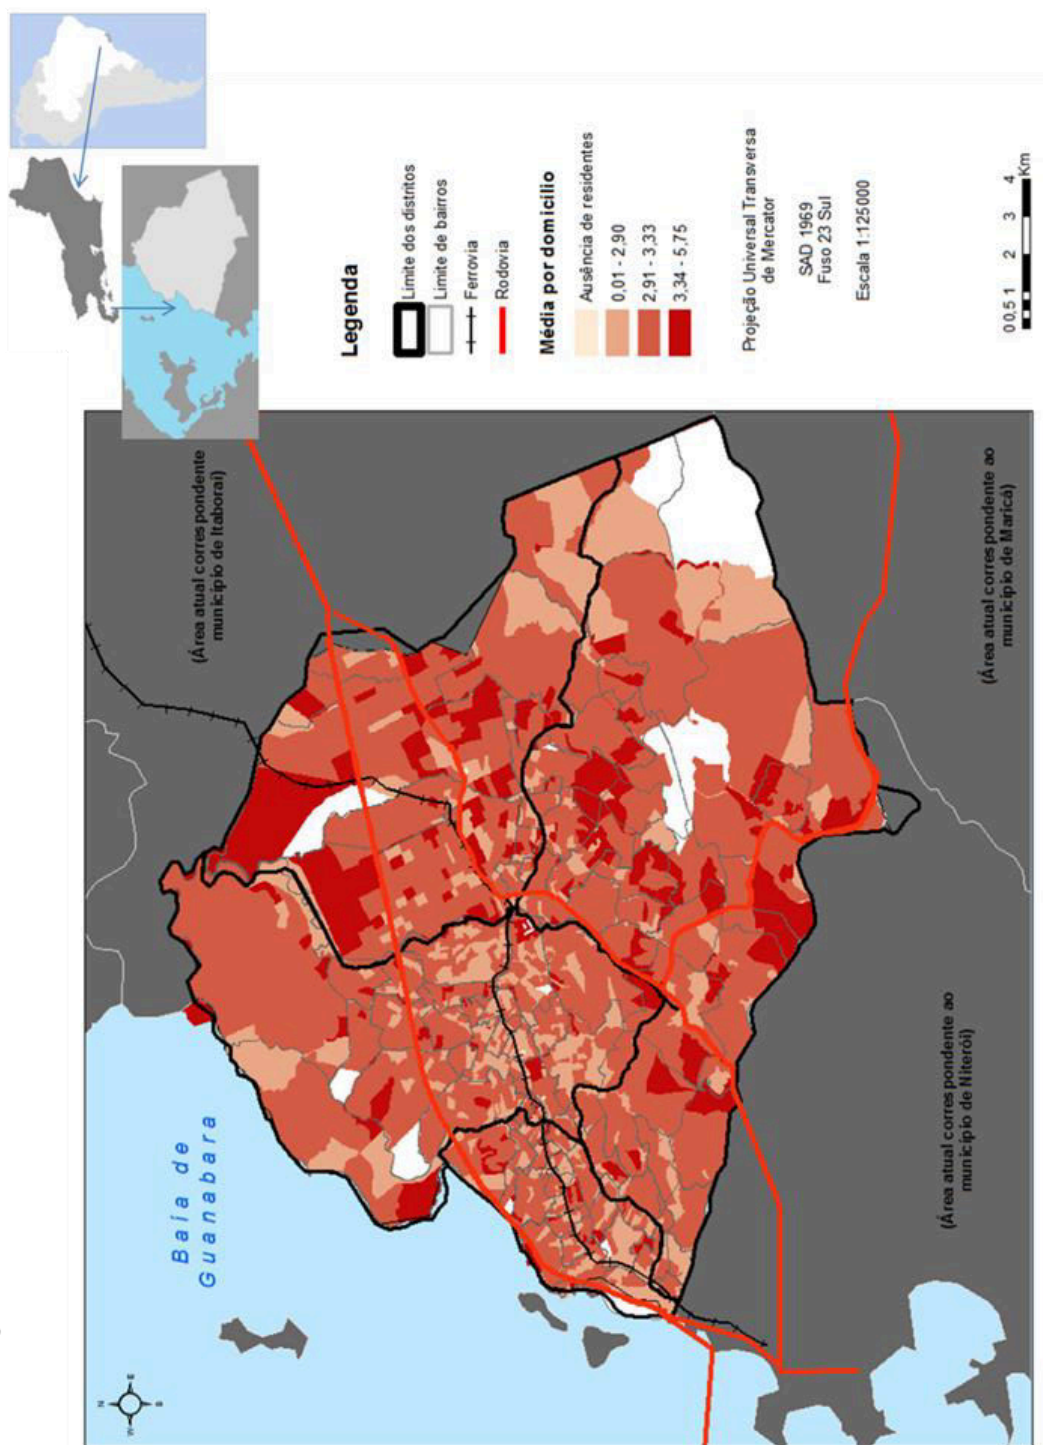 Legenda
Limite dos distritos
Limite de bairros
Ferrovia
Rodovia
Média por domicilio
Ausência de residentes
0,01 - 2,90
2,91 - 3,33
3,34 - 5,75
Projeção Universal Transversa
de Mercator
SAD 1969
Fuso 23 Sul
Escala 1:125000
0 0,5 1 2 3 4
Km
(Área atual correspondente
município de Itaboraí)
(Área atual correspondente ao
município de Maricá)
(Área atual correspondente ao
município de Niterói)
Baía de
Guanabara
N
W E
S